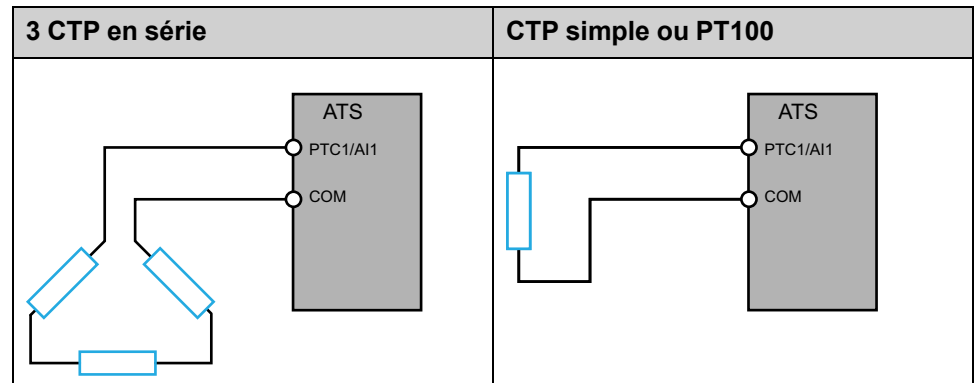 3 CTP en série
CTP simple ou PT100
ATS
PTC1/AI1
COM
ATS
PTC1/AI1
COM